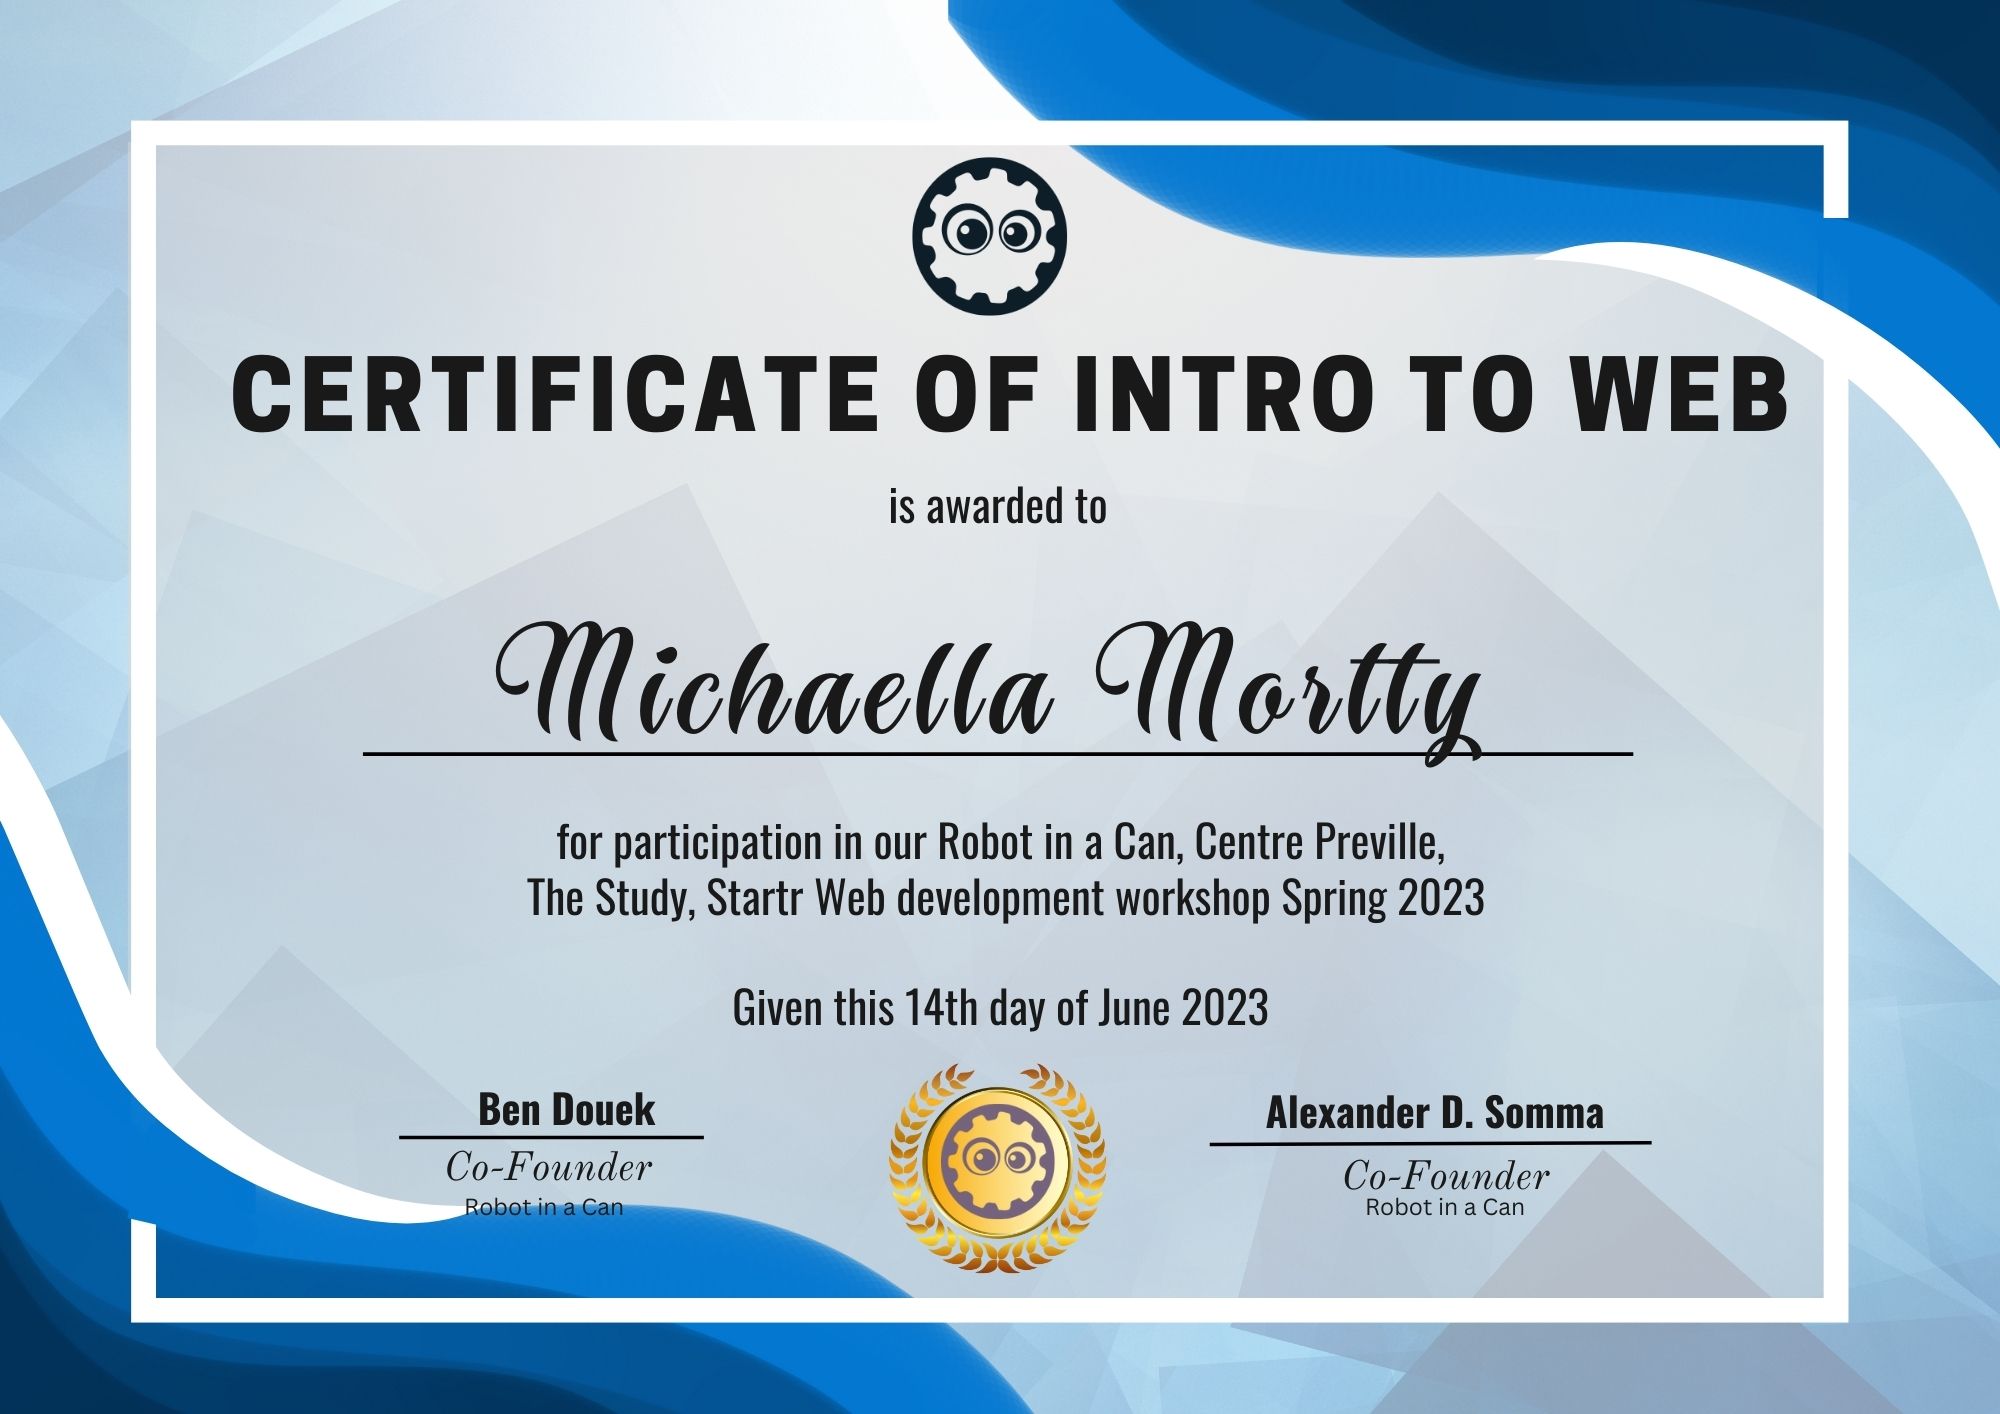 CERTIFICATE OF INTRO TO WEB
is awarded to
Michaella Mortty
for participation in our Robot in a Can, Centre Preville,
The Study, Startr Web development workshop Spring 2023
Given this 14th day of June 2023
Ben Douek
Co-Founder
Robot in a Can
Alexander D. Somma
Co-Founder
Robot in a Can